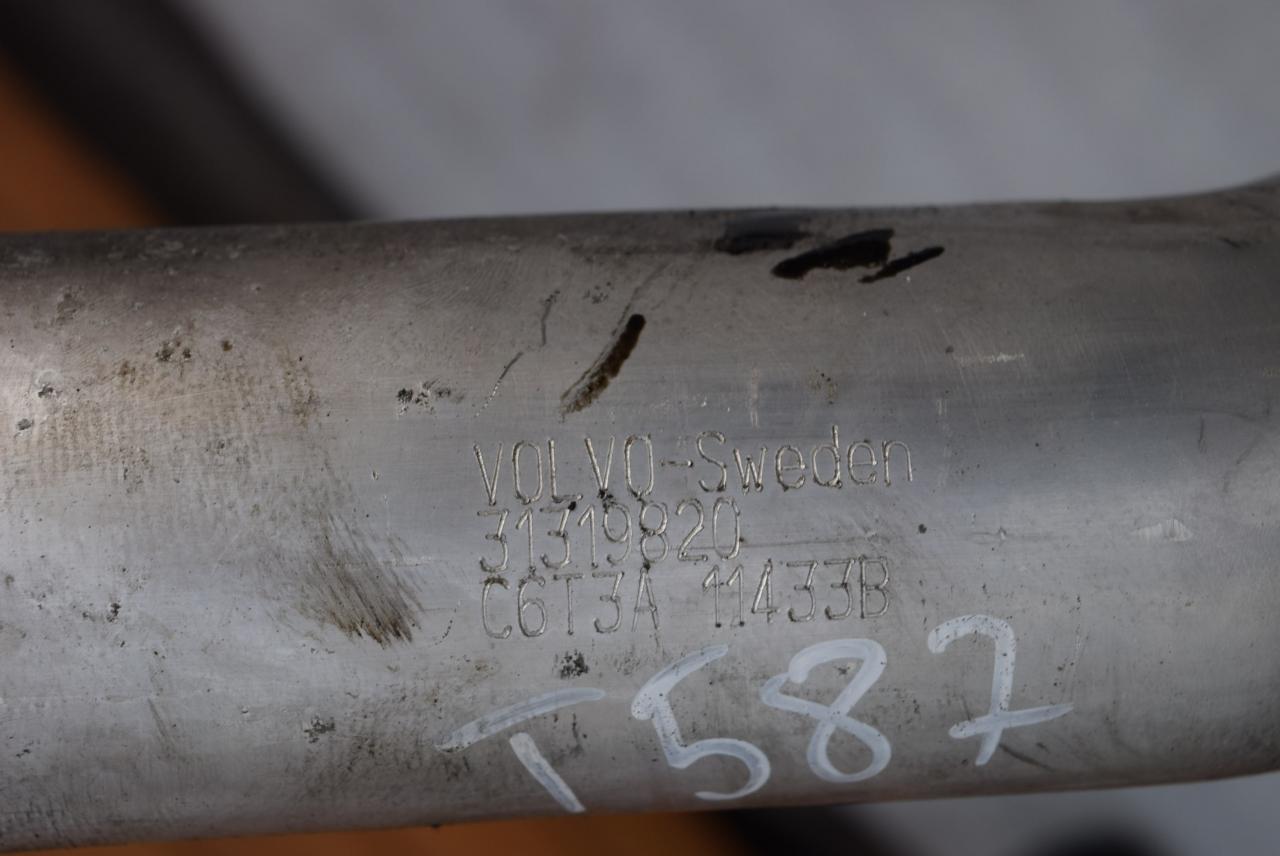 VOLVO-Sweden
31319820
C6T3A 11433B
T587